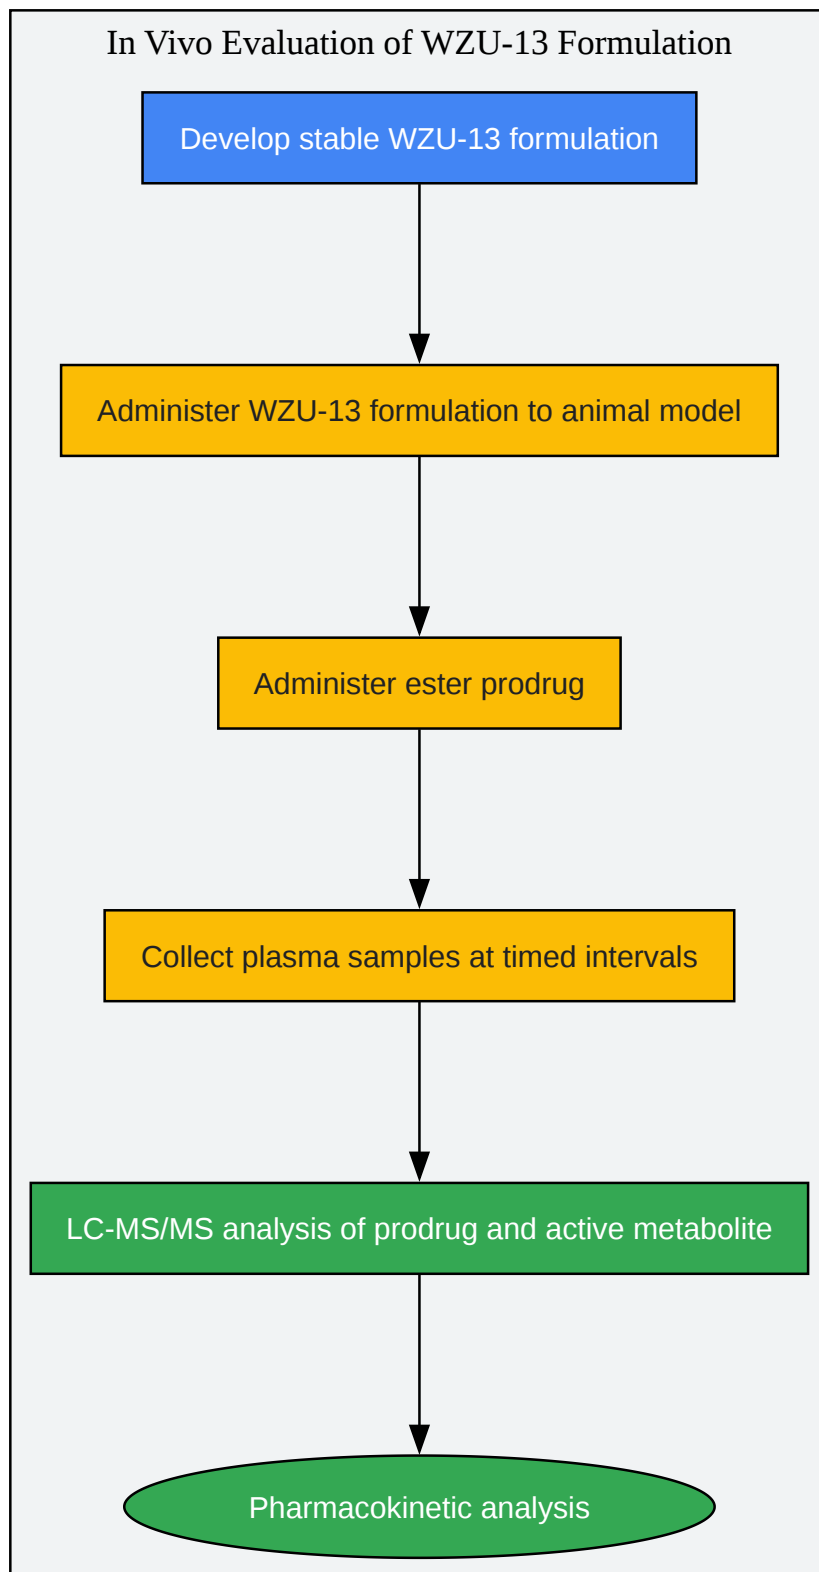 In Vivo Evaluation of WZU-13 Formulation
Develop stable WZU-13 formulation
Administer WZU-13 formulation to animal model
Administer ester prodrug
Collect plasma samples at timed intervals
LC-MS/MS analysis of prodrug and active metabolite
Pharmacokinetic analysis